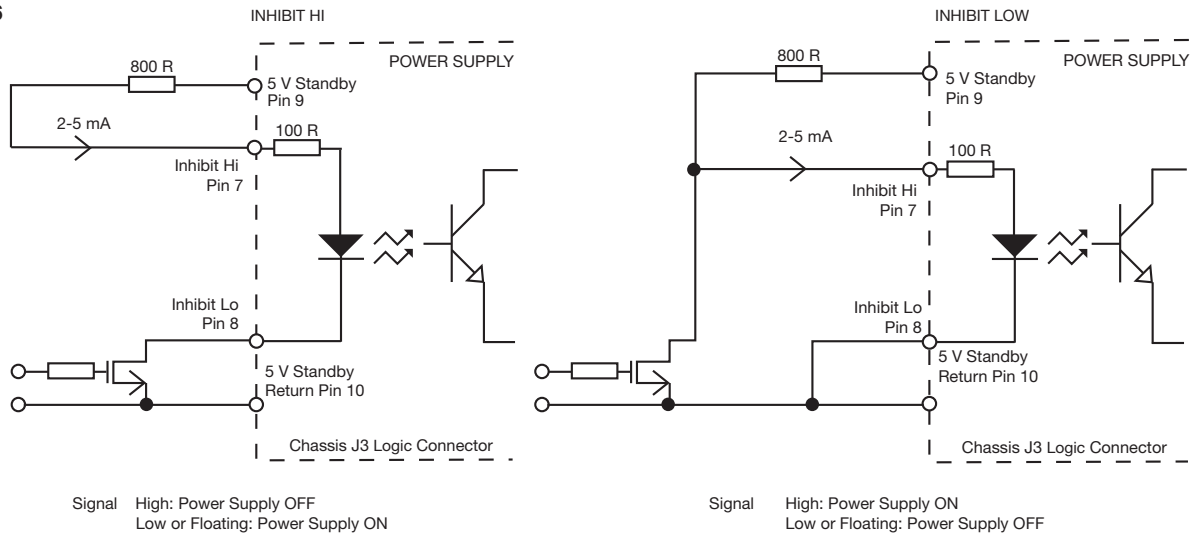 6
INHIBIT HI
POWER SUPPLY
800 R
5 V Standby
Pin 9
2-5 mA
100 R
Inhibit Hi
Pin 7
Inhibit Lo
Pin 8
5 V Standby
Return Pin 10
Chassis J3 Logic Connector
Signal High: Power Supply OFF
Low or Floating: Power Supply ON
INHIBIT LOW
POWER SUPPLY
800 R
5 V Standby
Pin 9
2-5 mA
100 R
Inhibit Hi
Pin 7
Inhibit Lo
Pin 8
5 V Standby
Return Pin 10
Chassis J3 Logic Connector
Signal High: Power Supply ON
Low or Floating: Power Supply OFF